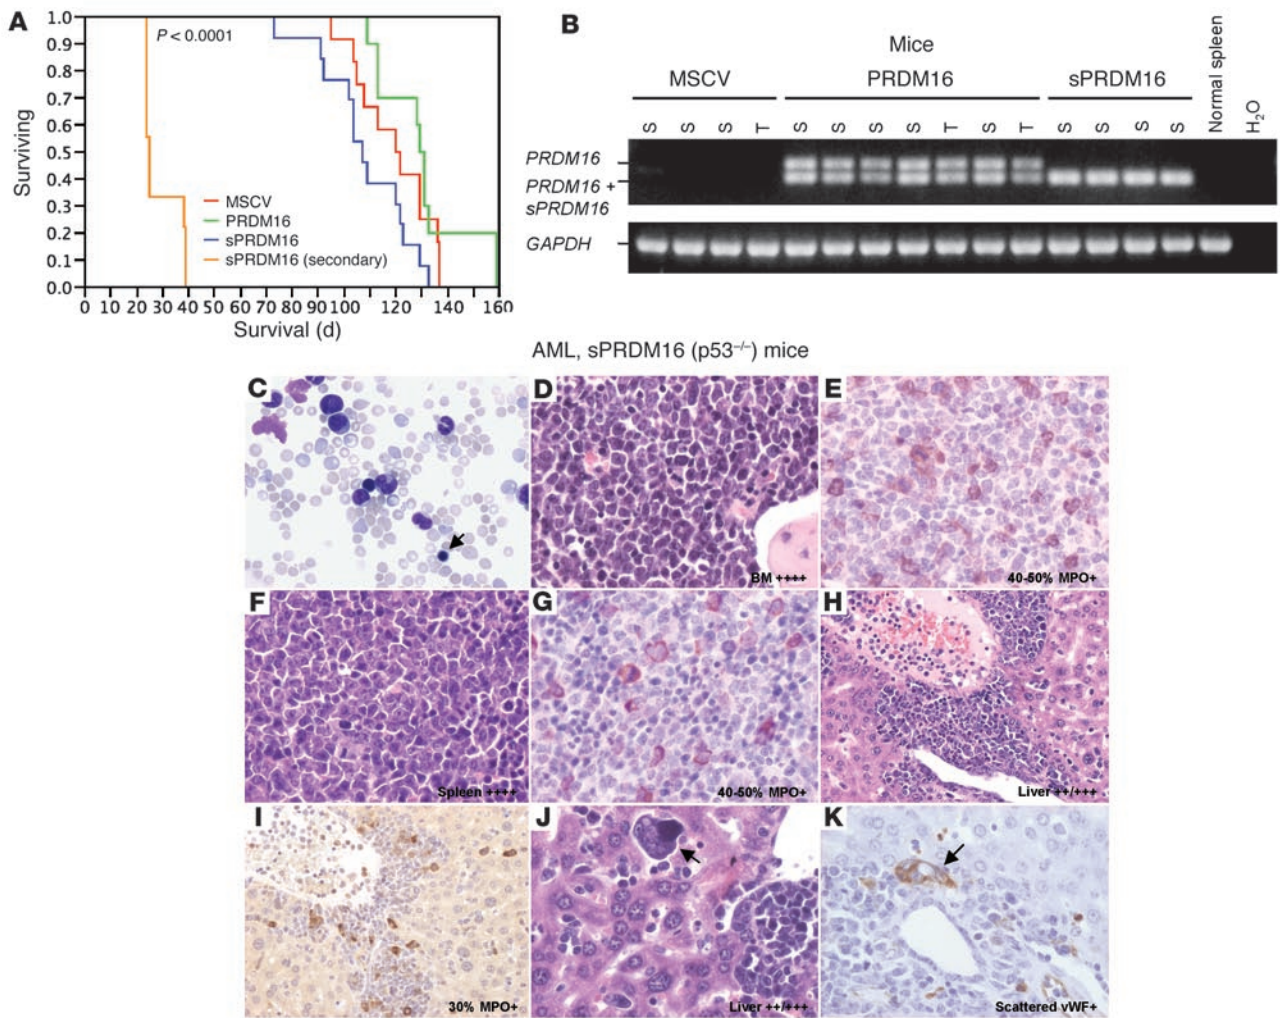 A
1.0
0.9
0.8
0.7
0.6
0.5
0.4
0.3
0.2
0.1
0.0
Surviving
P < 0.0001
MSCV
PRDM16
sPRDM16
sPRDM16 (secondary)
0 10 20 30 40 50 60 70 80 90 100 120 140 160
Survival (d)
B
Mice
MSCV PRDM16 sPRDM16 Normal spleen H₂O
S S S T S S S S T S T S S S S
PRDM16
PRDM16 +
sPRDM16
GAPDH
AML, sPRDM16 (p53⁻/⁻) mice
C D E
BM ++++ 40-50% MPO+
F G H
Spleen ++++ 40-50% MPO+ Liver ++/+++
I J K
30% MPO+ Liver ++/+++ Scattered vWF+